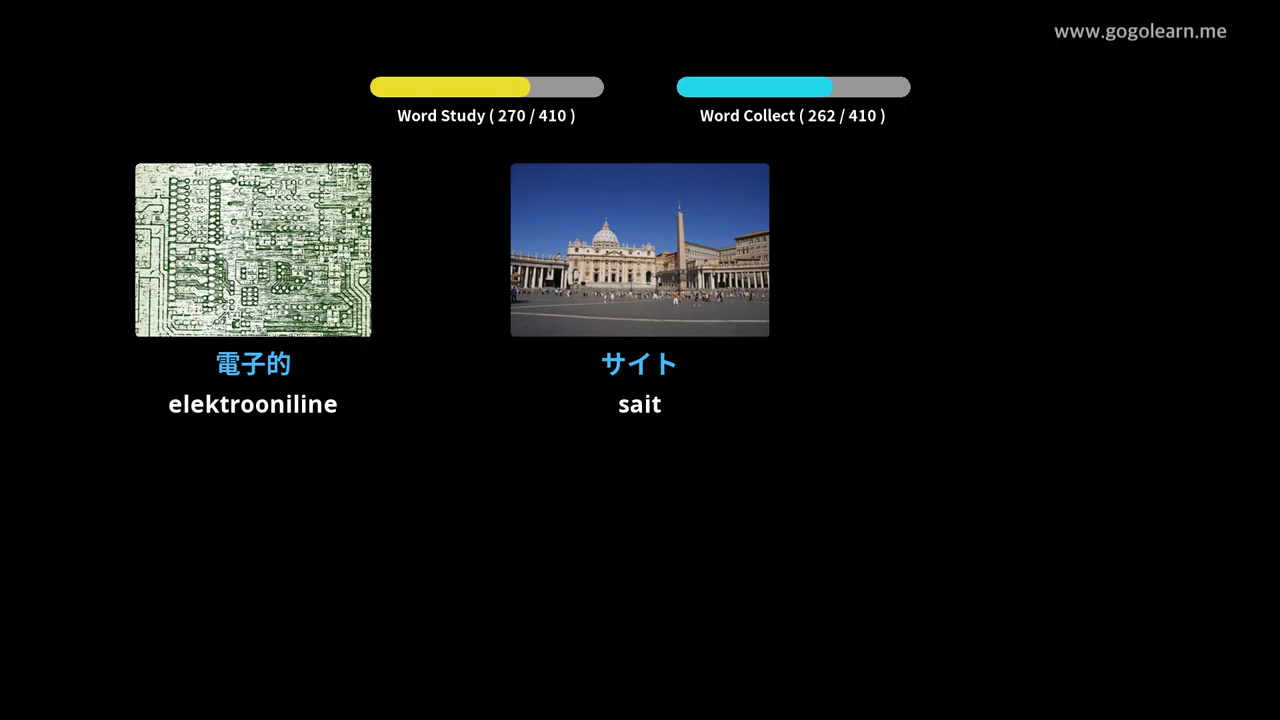 www.gogolearn.me
Word Study ( 270 / 410 )
Word Collect ( 262 / 410 )
電子的
elektrooniline
サイト
sait